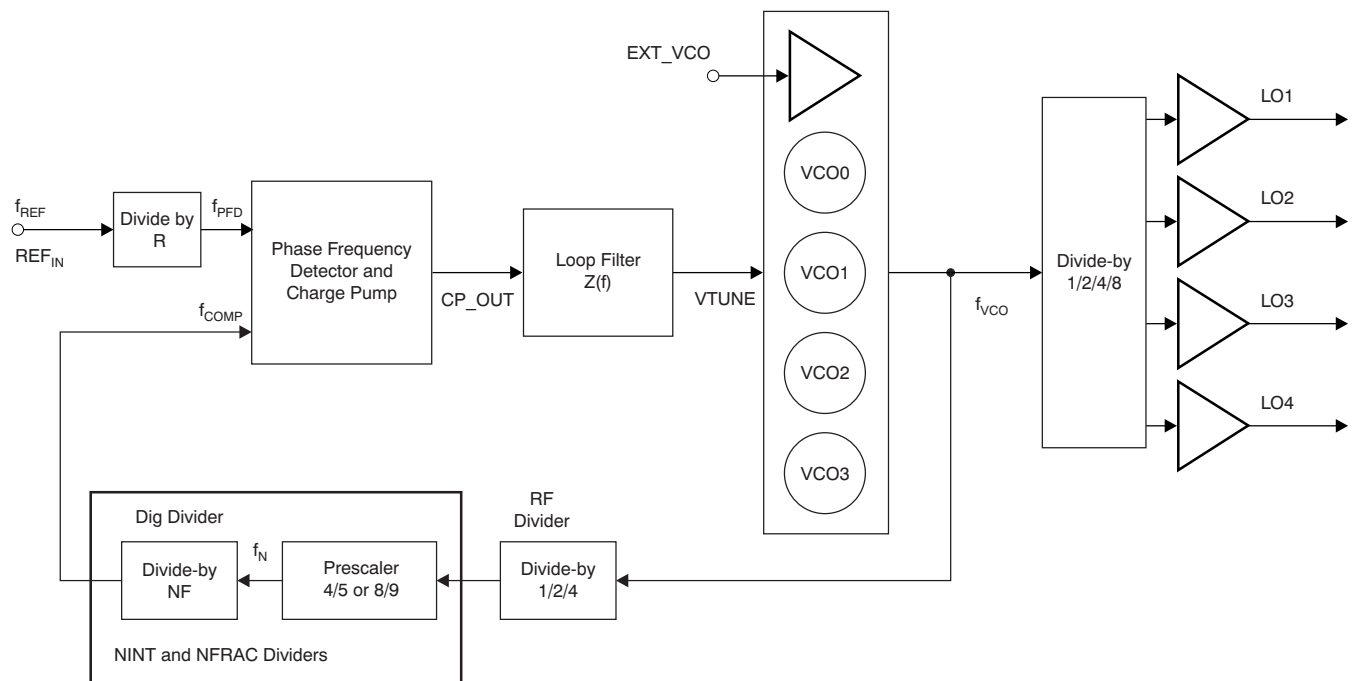 EXT_VCO
LO1
VCO0
f_REF
Divide by
R
f_PFD
REF_IN
Phase Frequency
Detector and
Charge Pump
CP_OUT
Loop Filter
Z(f)
VTUNE
VCO1
f_VCO
Divide-by
1/2/4/8
LO2
LO3
f_COMP
VCO2
LO4
VCO3
Dig Divider
RF
Divider
Divide-by
NF
f_N
Prescaler
4/5 or 8/9
Divide-by
1/2/4
NINT and NFRAC Dividers